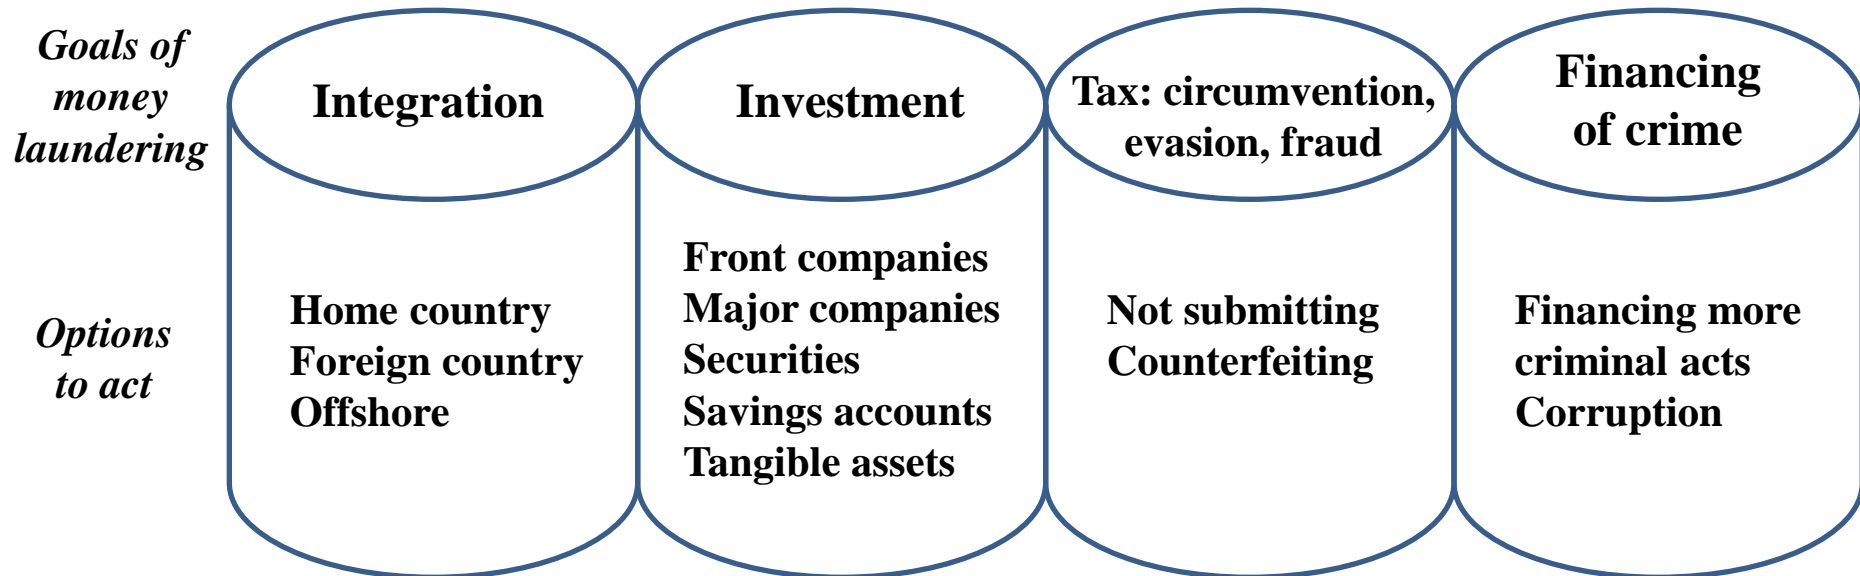 Goals of
money
laundering
Integration
Investment
Tax: circumvention,
evasion, fraud
Financing
of crime
Options
to act
Home country
Foreign country
Offshore
Front companies
Major companies
Securities
Savings accounts
Tangible assets
Not submitting
Counterfeiting
Financing more
criminal acts
Corruption